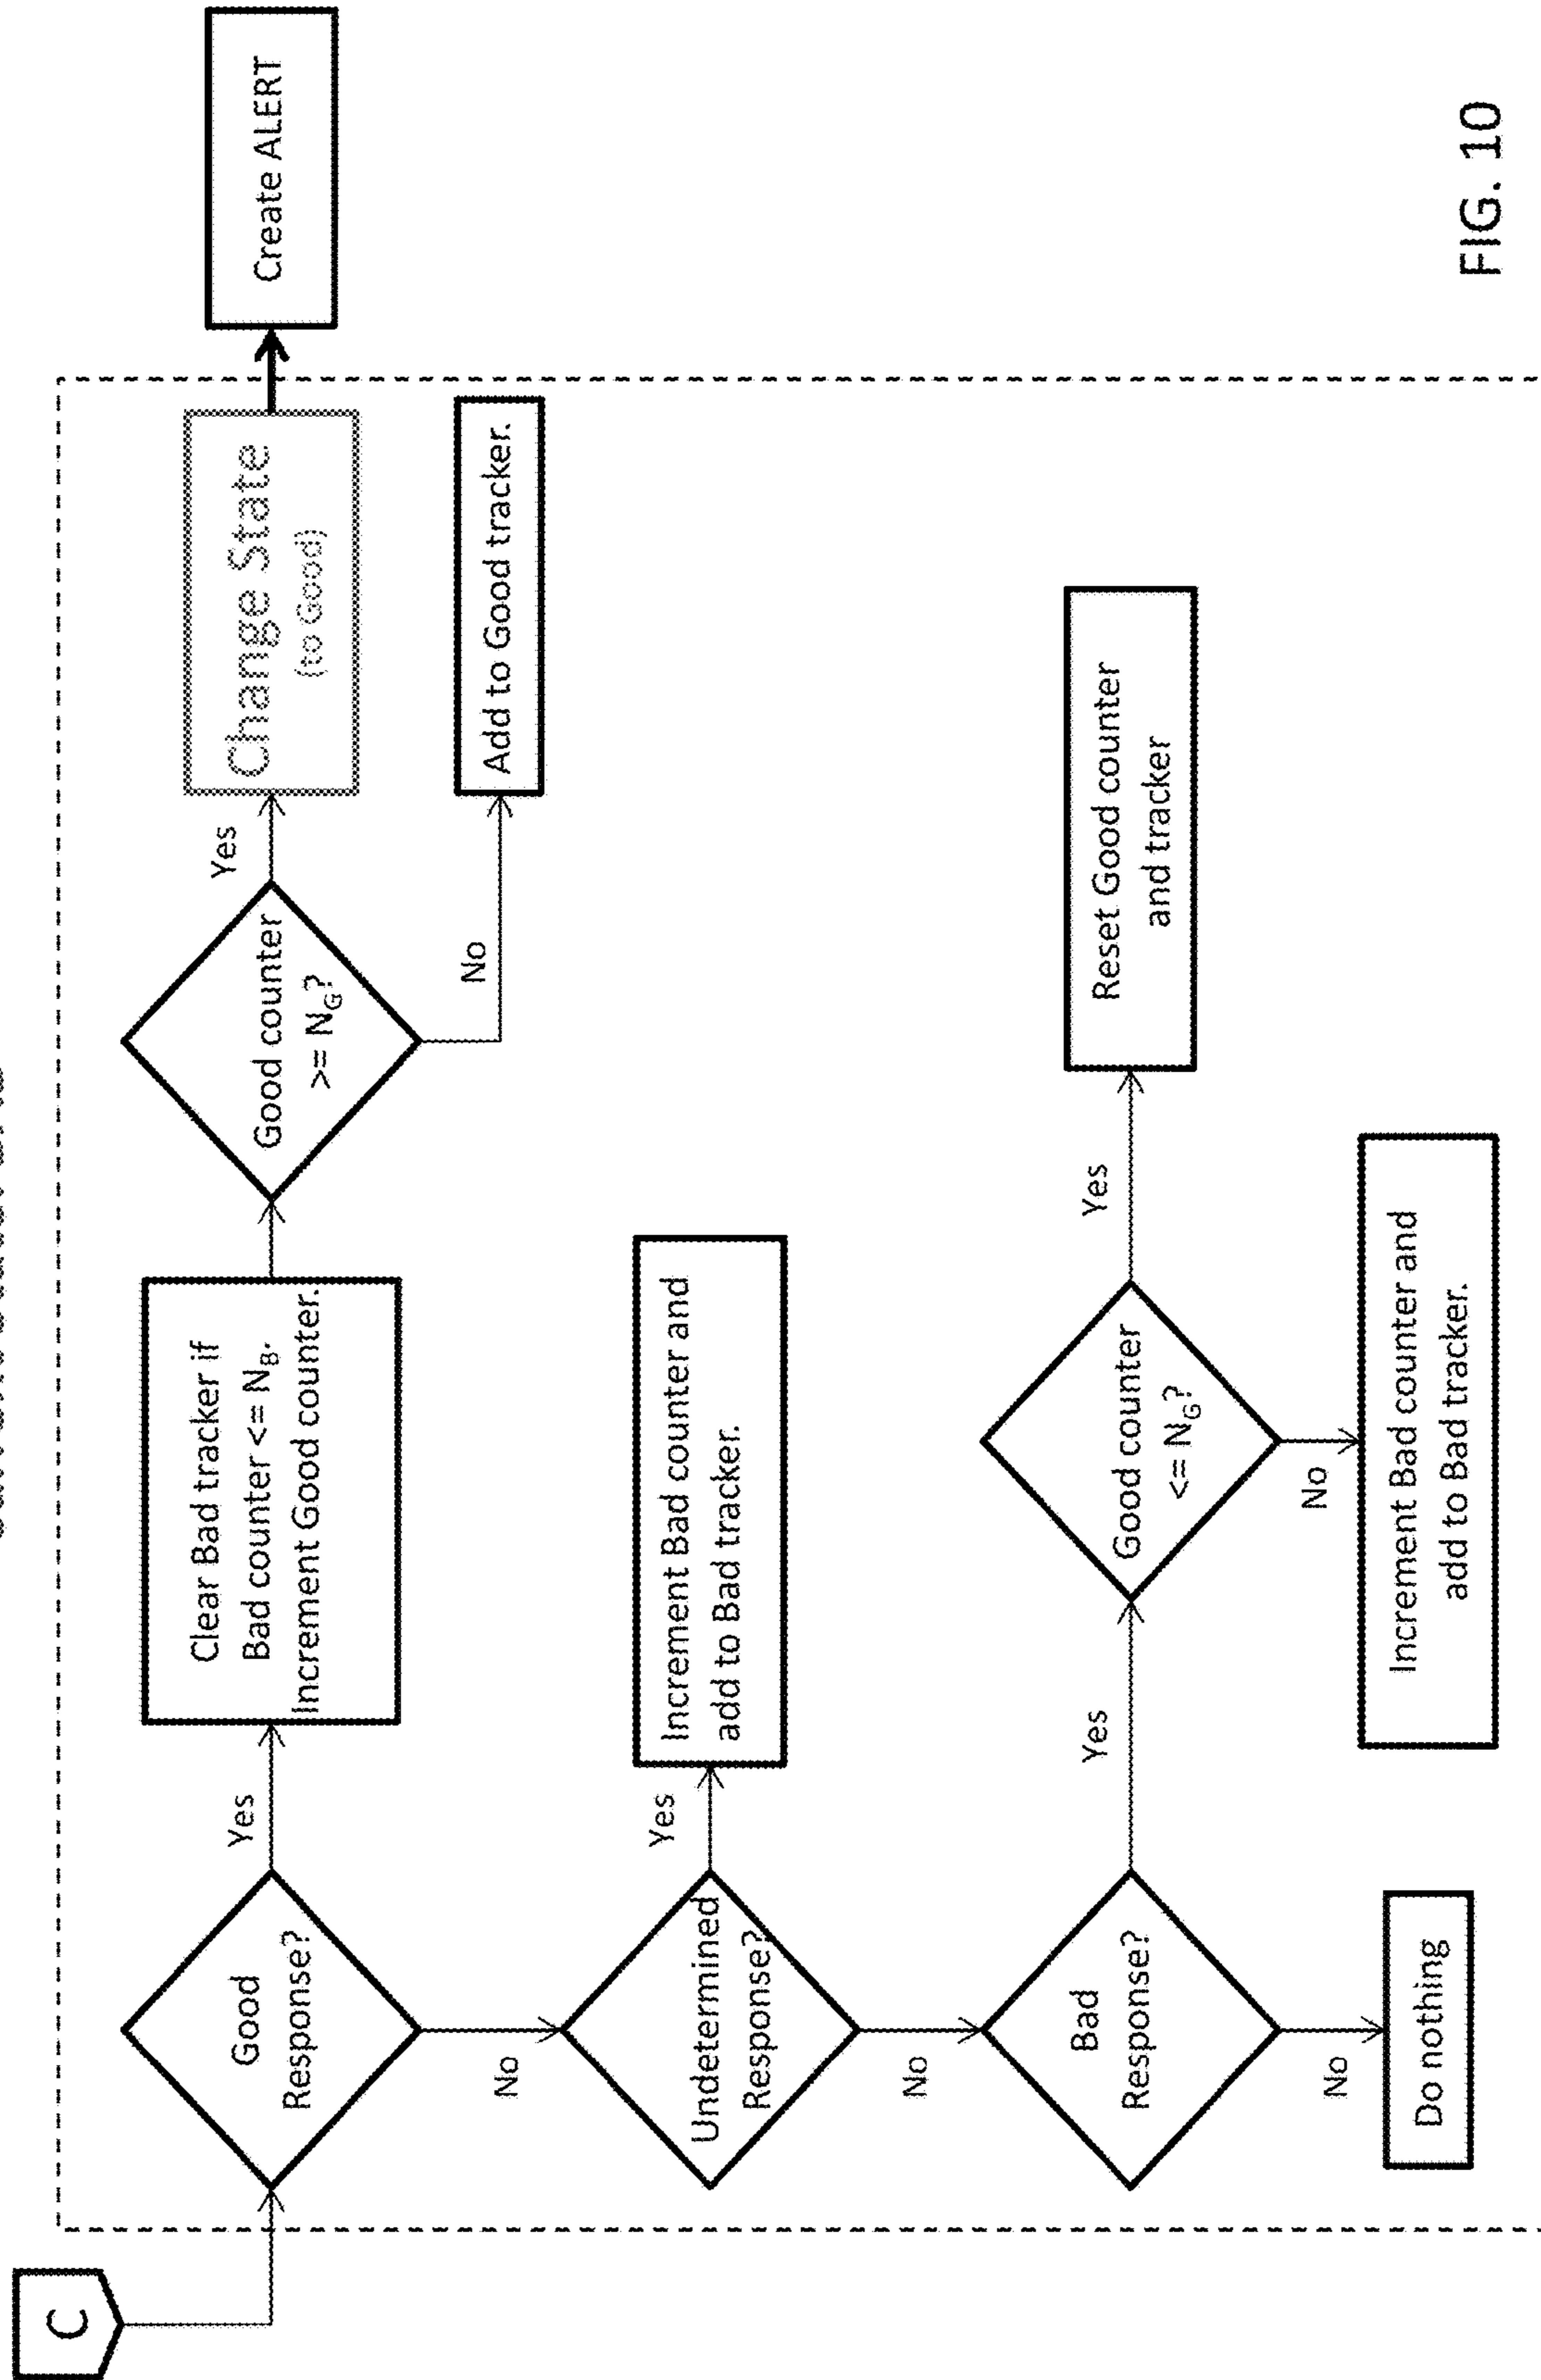 C
Good
Response?
Yes
Clear Bad tracker if
Bad counter <= N_B.
Increment Good counter.
Good counter
>= N_G?
Yes
Change State
(to Good)
Create ALERT
No
Add to Good tracker.
No
Undetermined
Response?
Yes
Increment Bad counter and
add to Bad tracker.
No
Bad
Response?
Yes
Good counter
<= N_G?
Yes
Reset Good counter
and tracker
No
Increment Bad counter and
add to Bad tracker.
No
Do nothing
FIG. 10